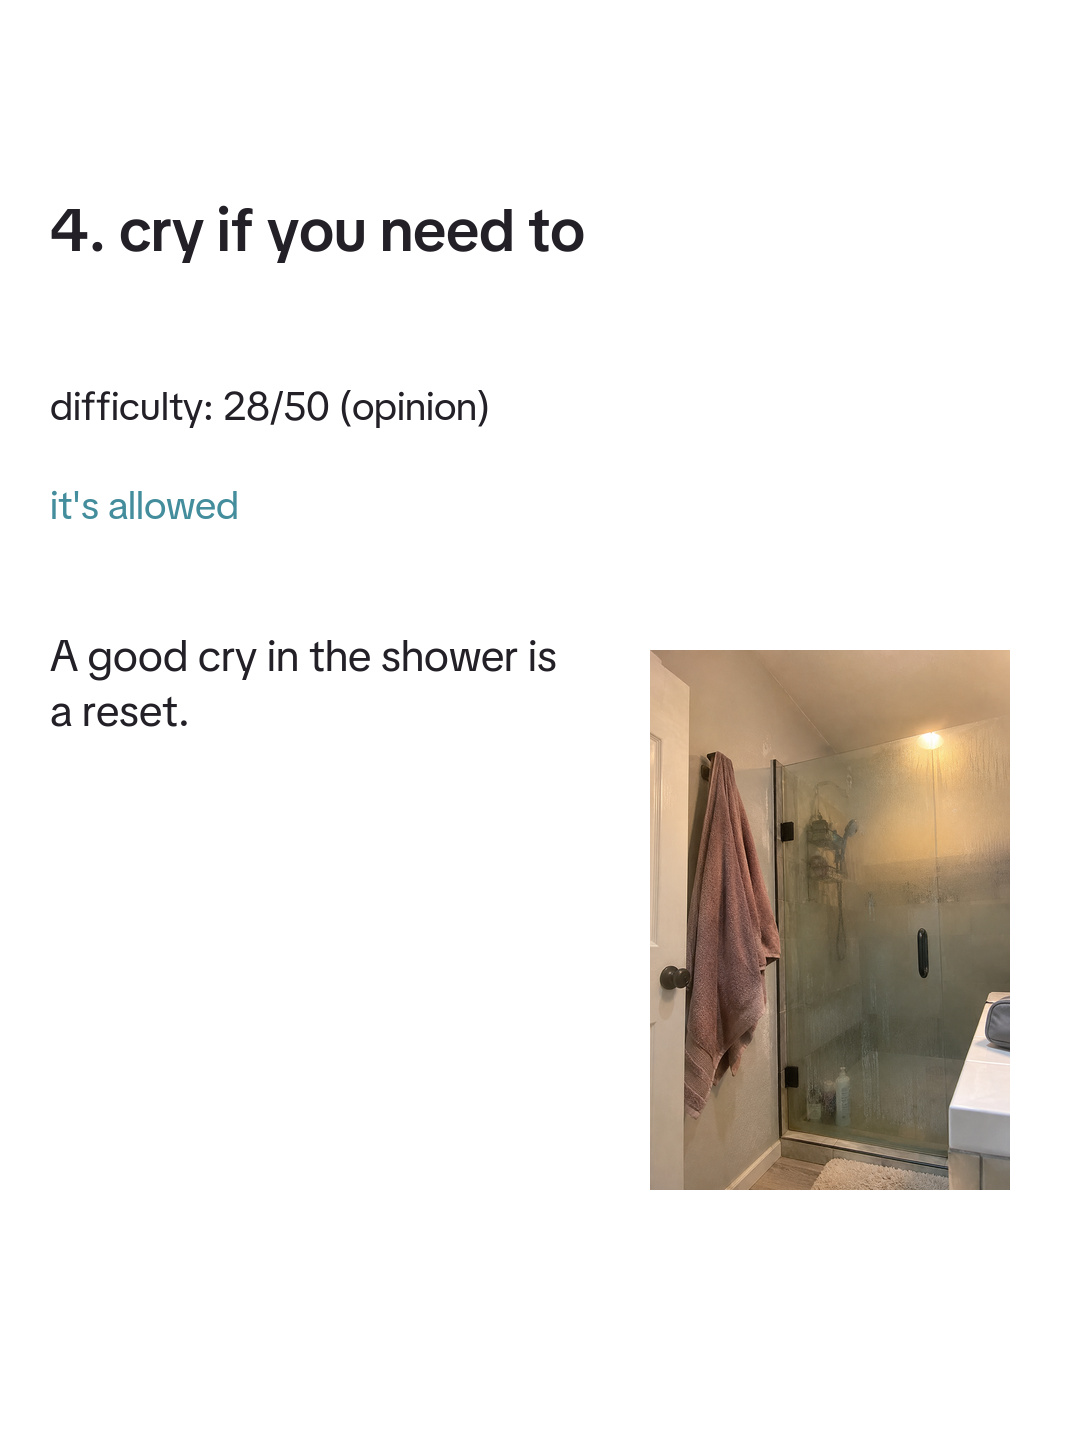 4. cry if you need to
difficulty: 28/50 (opinion)
it's allowed
A good cry in the shower is
a reset.